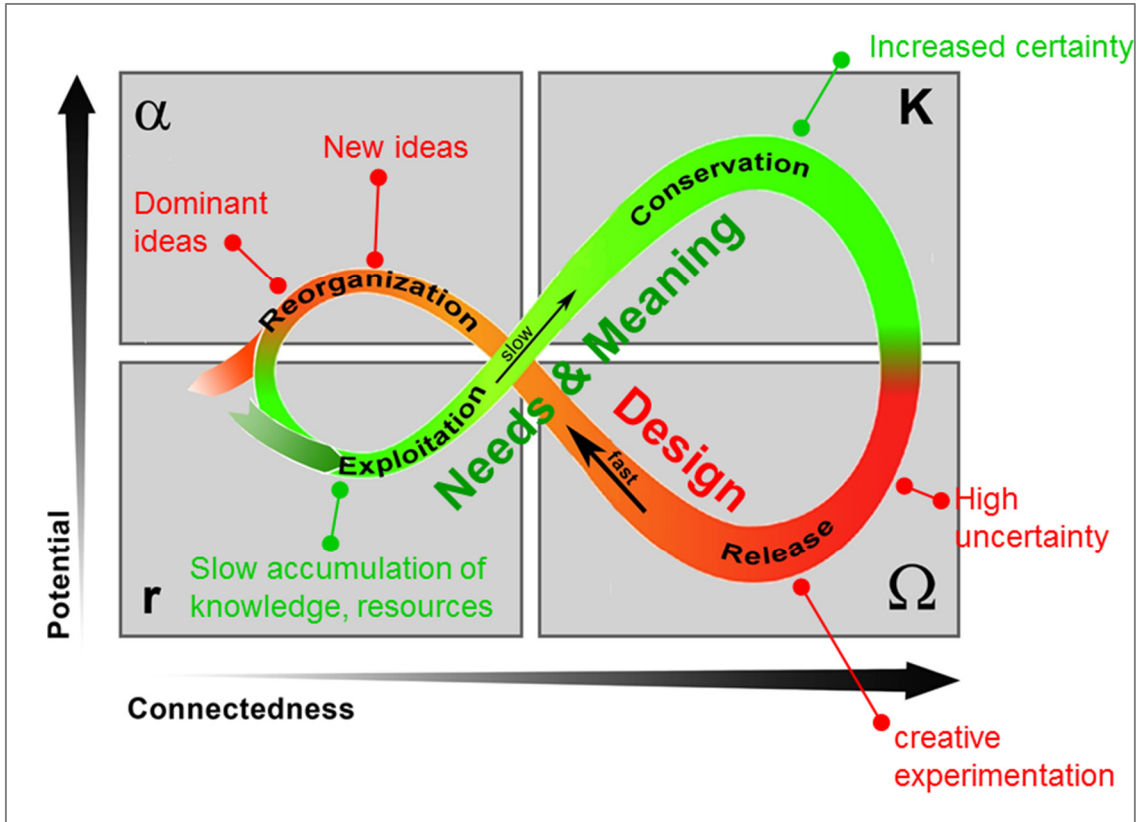 Increased certainty
α
K
New ideas
Dominant
ideas
Conservation
Reorganization
slow
Needs & Meaning
Exploitation
Design
fast
High
uncertainty
Release
Slow accumulation of
knowledge, resources
r
Ω
Potential
Connectedness
creative
experimentation